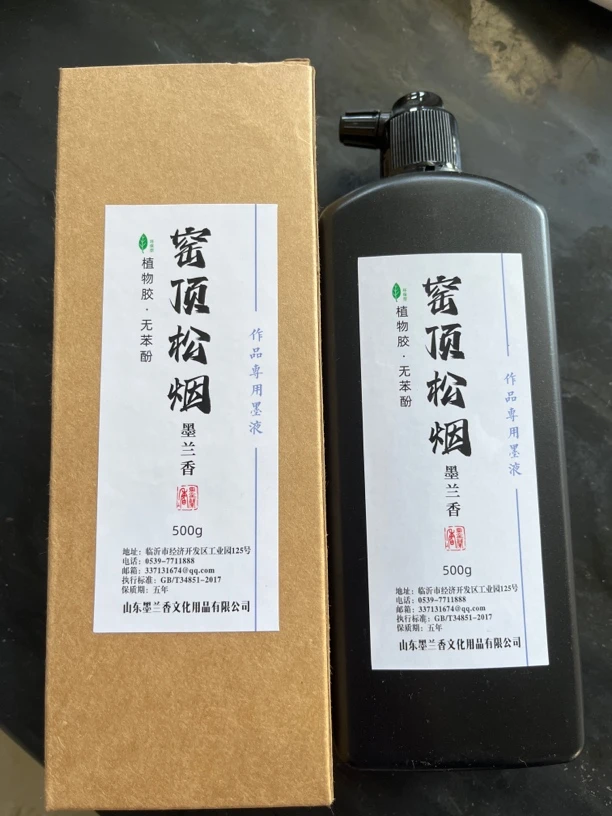 窑顶松烟
植物胶·无苯酚
作品专用墨液
墨兰香
500g
地址：临沂市经济开发区工业园125号
电话：0539-7711888
邮箱：337131674@qq.com
执行标准：GB/T34851-2017
保质期：五年
山东墨兰香文化用品有限公司
窑顶松烟
植物胶·无苯酚
作品专用墨液
墨兰香
500g
地址：临沂市经济开发区工业园125号
电话：0539-7711888
邮箱：337131674@qq.com
执行标准：GB/T34851-2017
保质期：五年
山东墨兰香文化用品有限公司